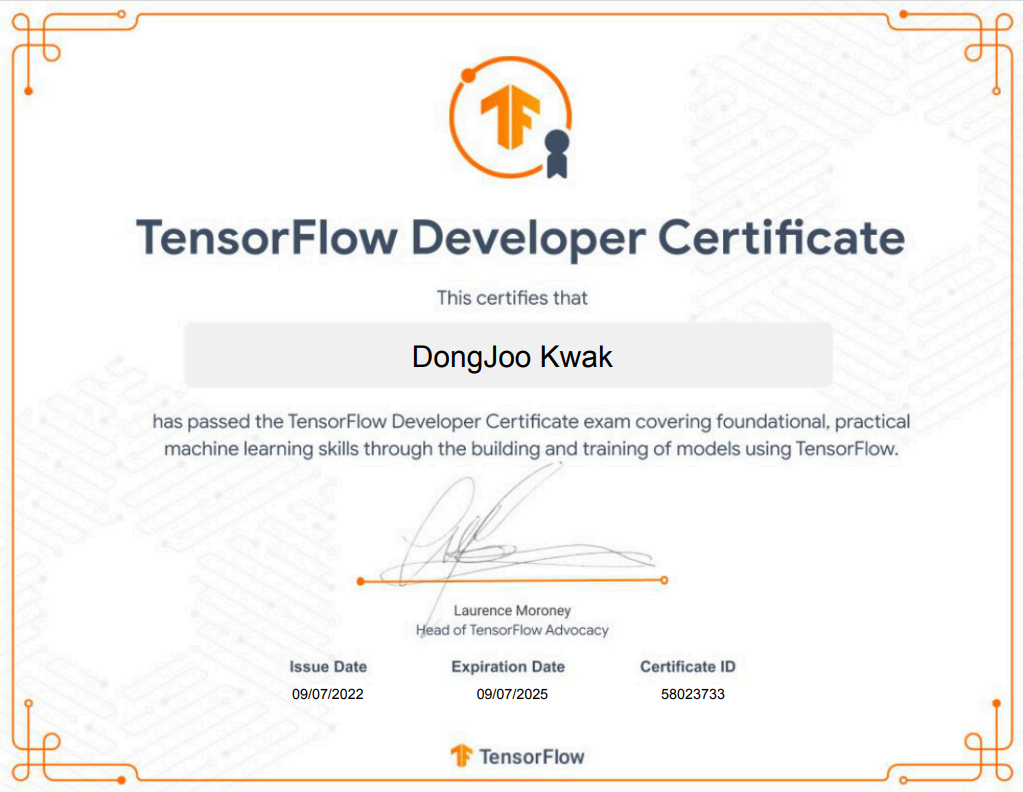 TensorFlow Developer Certificate
This certifies that
DongJoo Kwak
has passed the TensorFlow Developer Certificate exam covering foundational, practical
machine learning skills through the building and training of models using TensorFlow.
Laurence Moroney
Head of TensorFlow Advocacy
Issue Date Expiration Date Certificate ID
09/07/2022 09/07/2025 58023733
TensorFlow